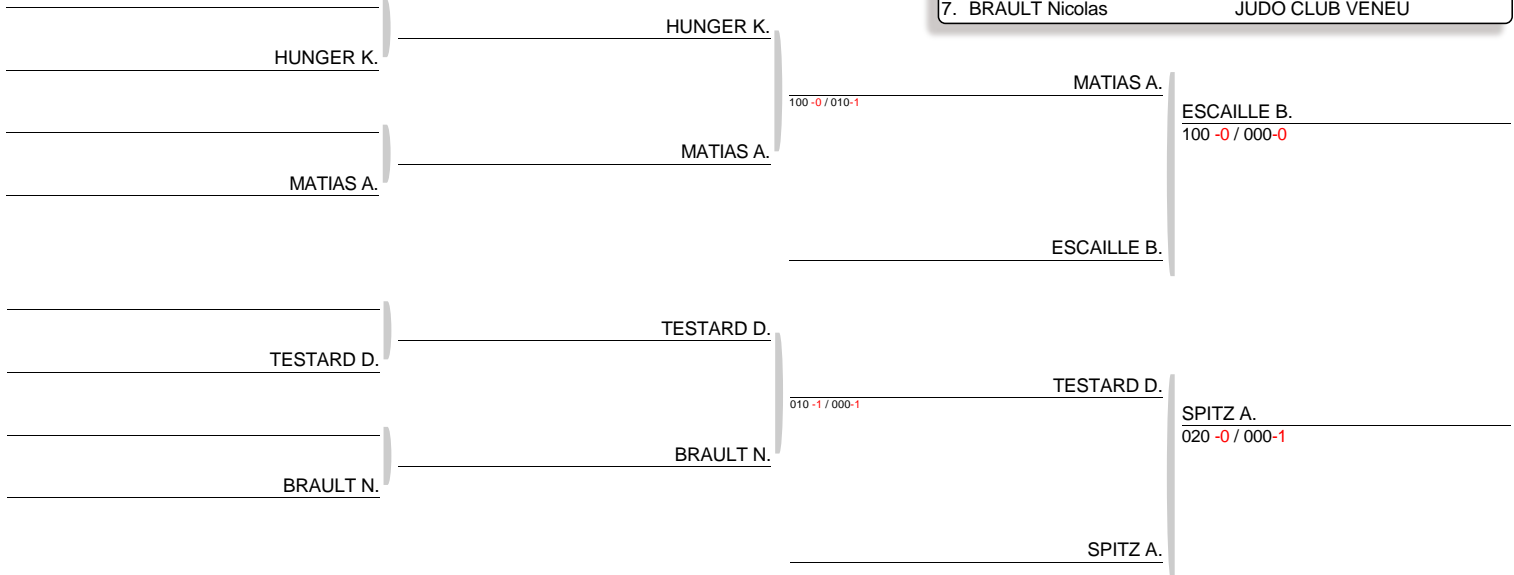 7. BRAULT Nicolas JUDO CLUB VENEU
HUNGER K.
HUNGER K.
MATIAS A.
100 -0 / 010-1
ESCAILLE B.
100 -0 / 000-0
MATIAS A.
MATIAS A.
ESCAILLE B.
TESTARD D.
TESTARD D.
TESTARD D.
010 -1 / 000-1
SPITZ A.
020 -0 / 000-1
BRAULT N.
BRAULT N.
SPITZ A.